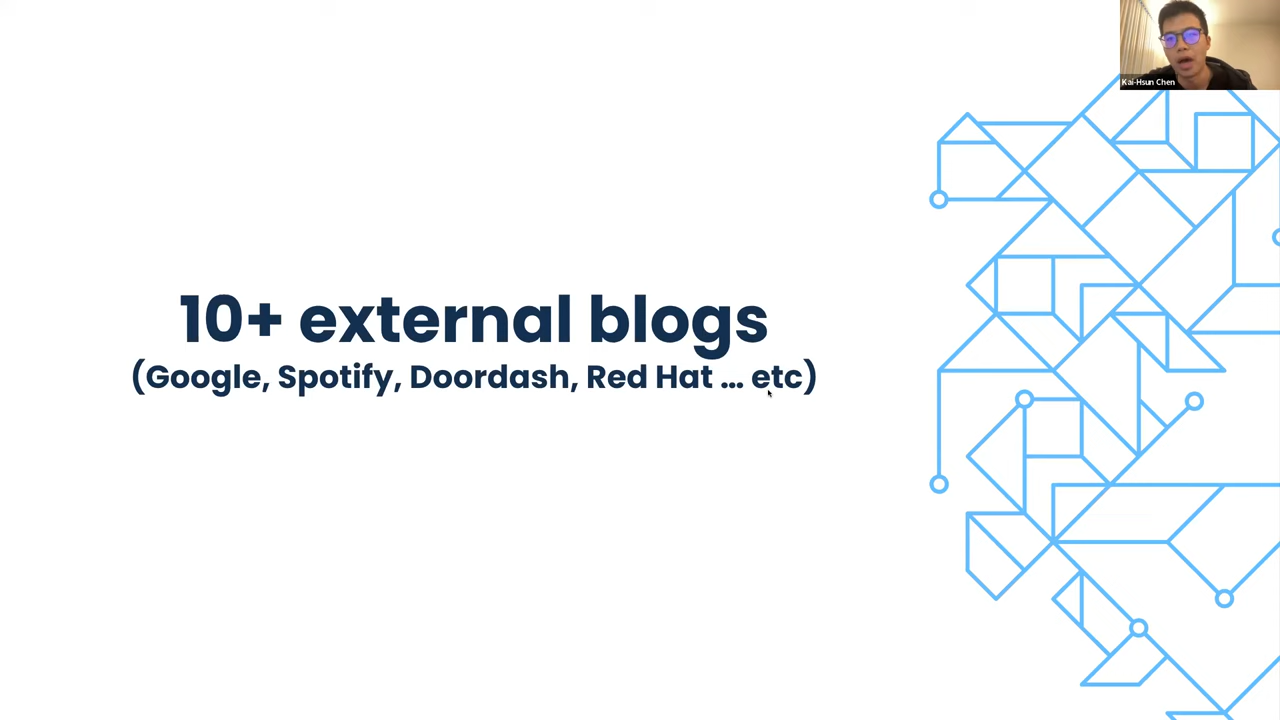 Kai-Hsun Chen
10+ external blogs
(Google, Spotify, Doordash, Red Hat ... etc)